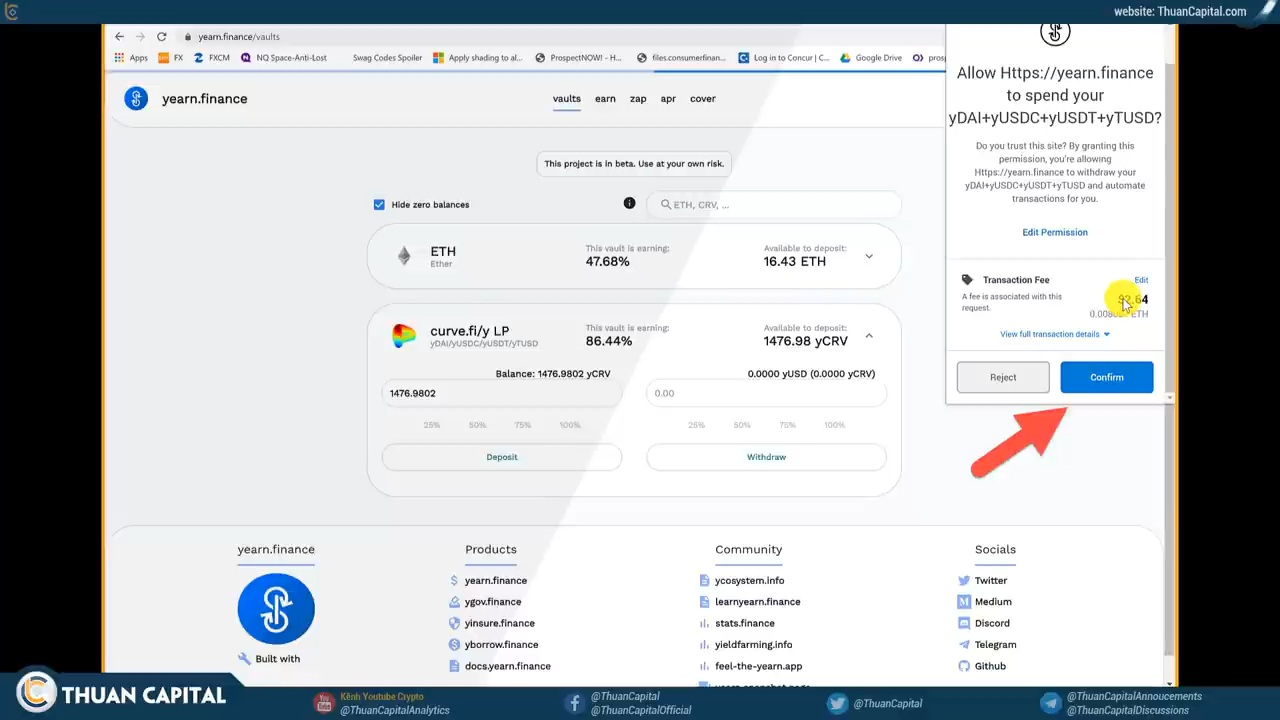 website: ThuanCapital.com
yearn.finance/vaults
Apps
FX
FXCM
NQ Space-Anti-Lost
Swag Codes Spoiler
Apply shading to al...
ProspectNOW! - H...
files.consumerfinan...
Log in to Concur | C...
Google Drive
yearn.finance
vaults
earn
zap
apr
cover
This project is in beta. Use at your own risk.
Hide zero balances
ETH, CRV, ...
ETH
Ether
This vault is earning:
47.68%
Available to deposit:
16.43 ETH
curve.fi/y LP
yDAI/yUSDC/yUSDT/yTUSD
This vault is earning:
86.44%
Available to deposit:
1476.98 yCRV
Balance: 1476.9802 yCRV
0.0000 yUSD (0.0000 yCRV)
1476.9802
0.00
25%
50%
75%
100%
25%
50%
75%
100%
Deposit
Withdraw
Allow Https://yearn.finance
to spend your
yDAI+yUSDC+yUSDT+yTUSD?
Do you trust this site? By granting this
permission, you're allowing
Https://yearn.finance to withdraw your
yDAI+yUSDC+yUSDT+yTUSD and automate
transactions for you.
Edit Permission
Transaction Fee
Edit
A fee is associated with this
request.
ETH
View full transaction details
Reject
Confirm
yearn.finance
Built with
Products
yearn.finance
ygov.finance
yinsure.finance
yborrow.finance
docs.yearn.finance
Community
ycosystem.info
learnyearn.finance
stats.finance
yieldfarming.info
feel-the-yearn.app
Socials
Twitter
Medium
Discord
Telegram
Github
THUAN CAPITAL
Kênh Youtube Crypto
@ThuanCapitalAnalytics
@ThuanCapital
@ThuanCapitalOfficial
@ThuanCapital
@ThuanCapitalAnnoucements
@ThuanCapitalDiscussions